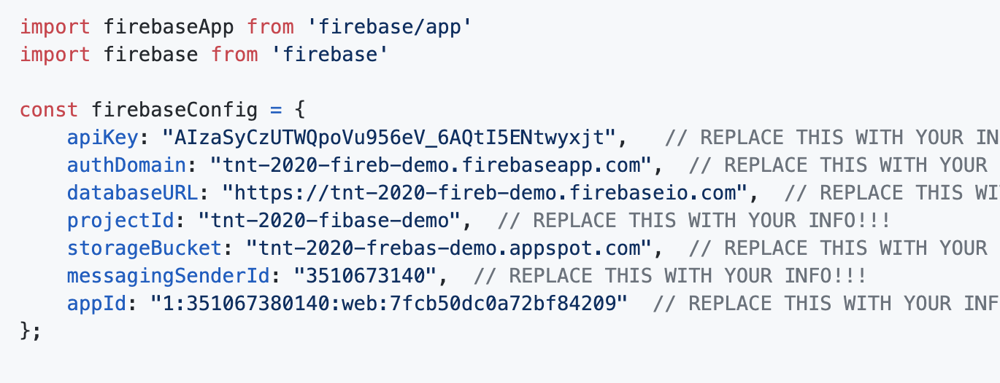 import firebaseApp from 'firebase/app'
import firebase from 'firebase'
const firebaseConfig = {
apiKey: "AIzaSyCzUTWQpoVu956eV_6AQtI5ENtwyxjt", // REPLACE THIS WITH YOUR IN
authDomain: "tnt-2020-fireb-demo.firebaseapp.com", // REPLACE THIS WITH YOUR
databaseURL: "https://tnt-2020-fireb-demo.firebaseio.com", // REPLACE THIS WI
projectId: "tnt-2020-fibase-demo", // REPLACE THIS WITH YOUR INFO!!!
storageBucket: "tnt-2020-frebas-demo.appspot.com", // REPLACE THIS WITH YOUR
messagingSenderId: "3510673140", // REPLACE THIS WITH YOUR INFO!!!
appId: "1:351067380140:web:7fcb50dc0a72bf84209" // REPLACE THIS WITH YOUR INF
};